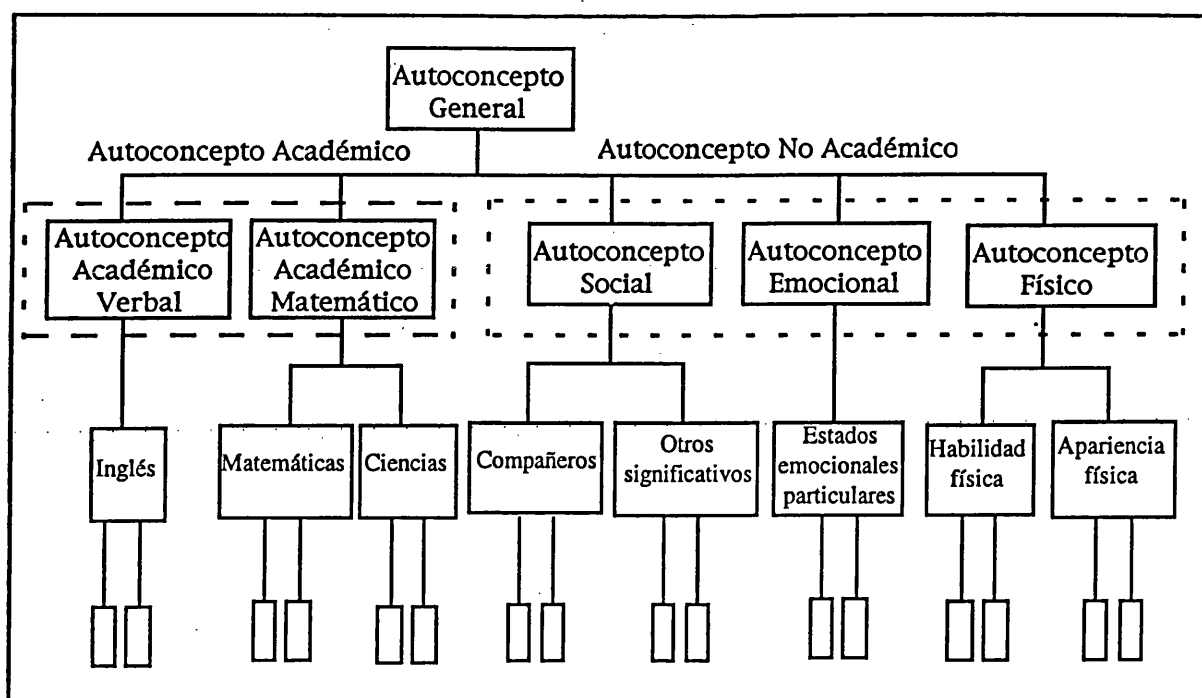 Autoconcepto
General
Autoconcepto Académico
Autoconcepto No Académico
Autoconcepto
Académico
Verbal
Autoconcepto
Académico
Matemático
Autoconcepto
Social
Autoconcepto
Emocional
Autoconcepto
Físico
Inglés
Matemáticas
Ciencias
Compañeros
Otros
significativos
Estados
emocionales
particulares
Habilidad
física
Apariencia
física